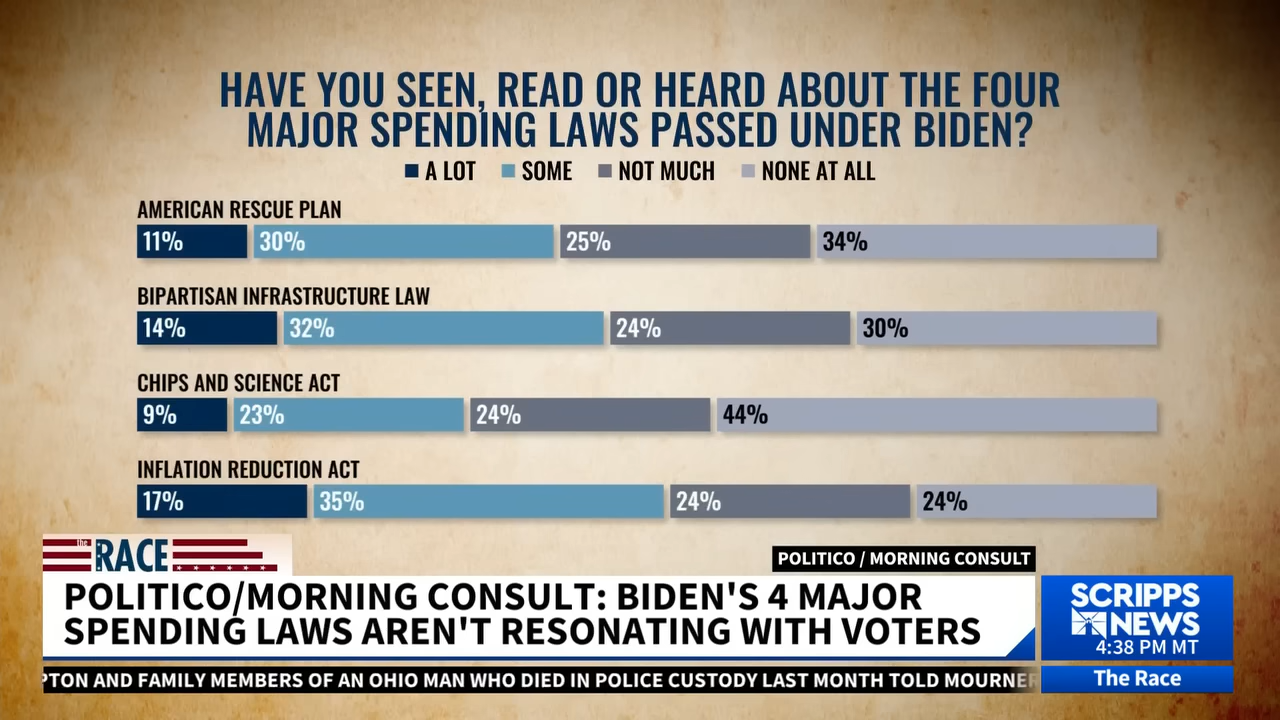 HAVE YOU SEEN, READ OR HEARD ABOUT THE FOUR
MAJOR SPENDING LAWS PASSED UNDER BIDEN?
A LOT SOME NOT MUCH NONE AT ALL
AMERICAN RESCUE PLAN
11% 30% 25% 34%
BIPARTISAN INFRASTRUCTURE LAW
14% 32% 24% 30%
CHIPS AND SCIENCE ACT
9% 23% 24% 44%
INFLATION REDUCTION ACT
17% 35% 24% 24%
the RACE
POLITICO / MORNING CONSULT
POLITICO/MORNING CONSULT: BIDEN'S 4 MAJOR
SPENDING LAWS AREN'T RESONATING WITH VOTERS
SCRIPPS
NEWS
4:38 PM MT
PTON AND FAMILY MEMBERS OF AN OHIO MAN WHO DIED IN POLICE CUSTODY LAST MONTH TOLD MOURNER
The Race